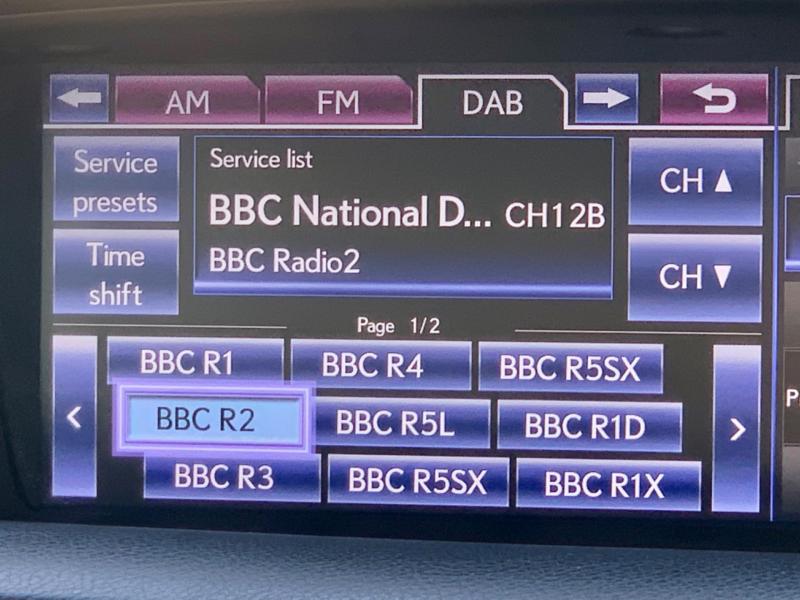 AM
FM
DAB
Service
presets
Service list
BBC National D... CH12B
BBC Radio2
CH ▲
Time
shift
CH ▼
Page 1/2
BBC R1
BBC R4
BBC R5SX
BBC R2
BBC R5L
BBC R1D
BBC R3
BBC R5SX
BBC R1X
P